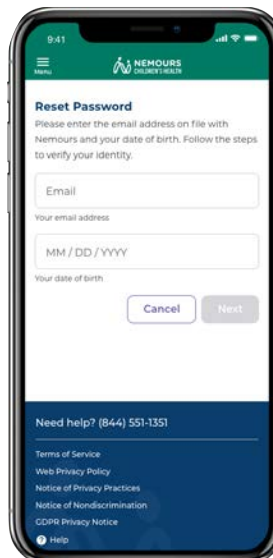 9:41
Menu
NEMOURS
CHILDREN'S HEALTH
Reset Password
Please enter the email address on file with
Nemours and your date of birth. Follow the steps
to verify your identity.
Email
Your email address
MM / DD / YYYY
Your date of birth
Cancel
Next
Need help? (844) 551-1351
Terms of Service
Web Privacy Policy
Notice of Privacy Practices
Notice of Nondiscrimination
GDPR Privacy Notice
? Help